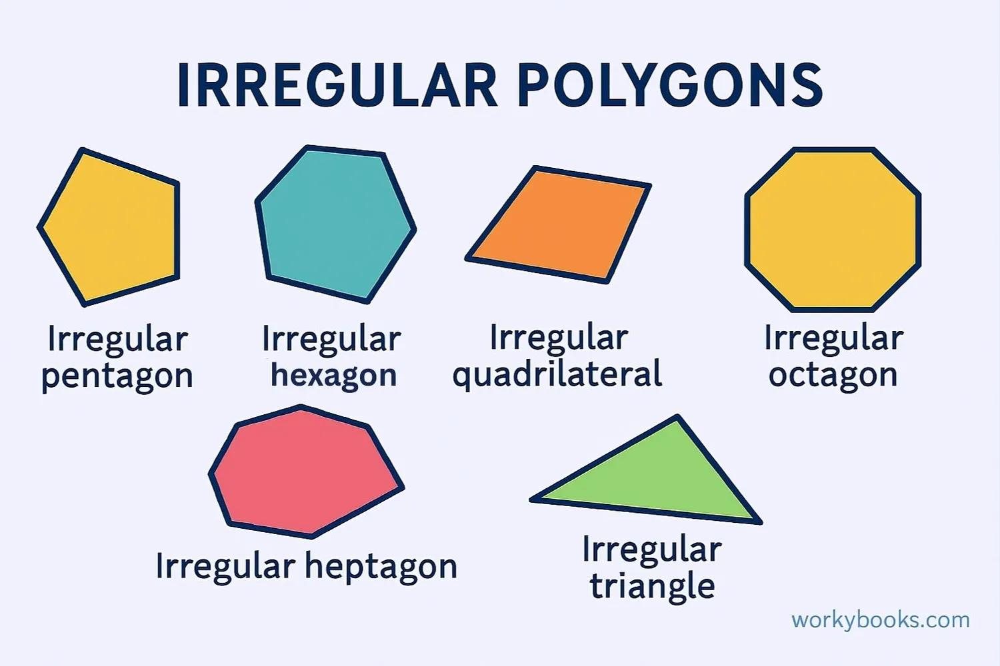 IRREGULAR POLYGONS
Irregular
pentagon
Irregular
hexagon
Irregular
quadrilateral
Irregular
octagon
Irregular heptagon
Irregular
triangle
workybooks.com